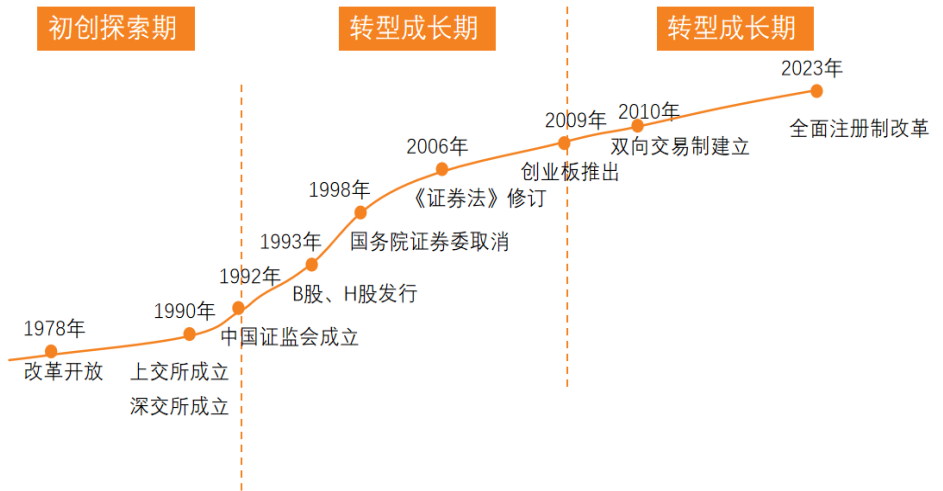 初创探索期
转型成长期
转型成长期
1978年
改革开放
1990年
上交所成立
深交所成立
1992年
中国证监会成立
1993年
B股、H股发行
1998年
国务院证券委取消
2006年
《证券法》修订
2009年
创业板推出
2010年
双向交易制建立
2023年
全面注册制改革